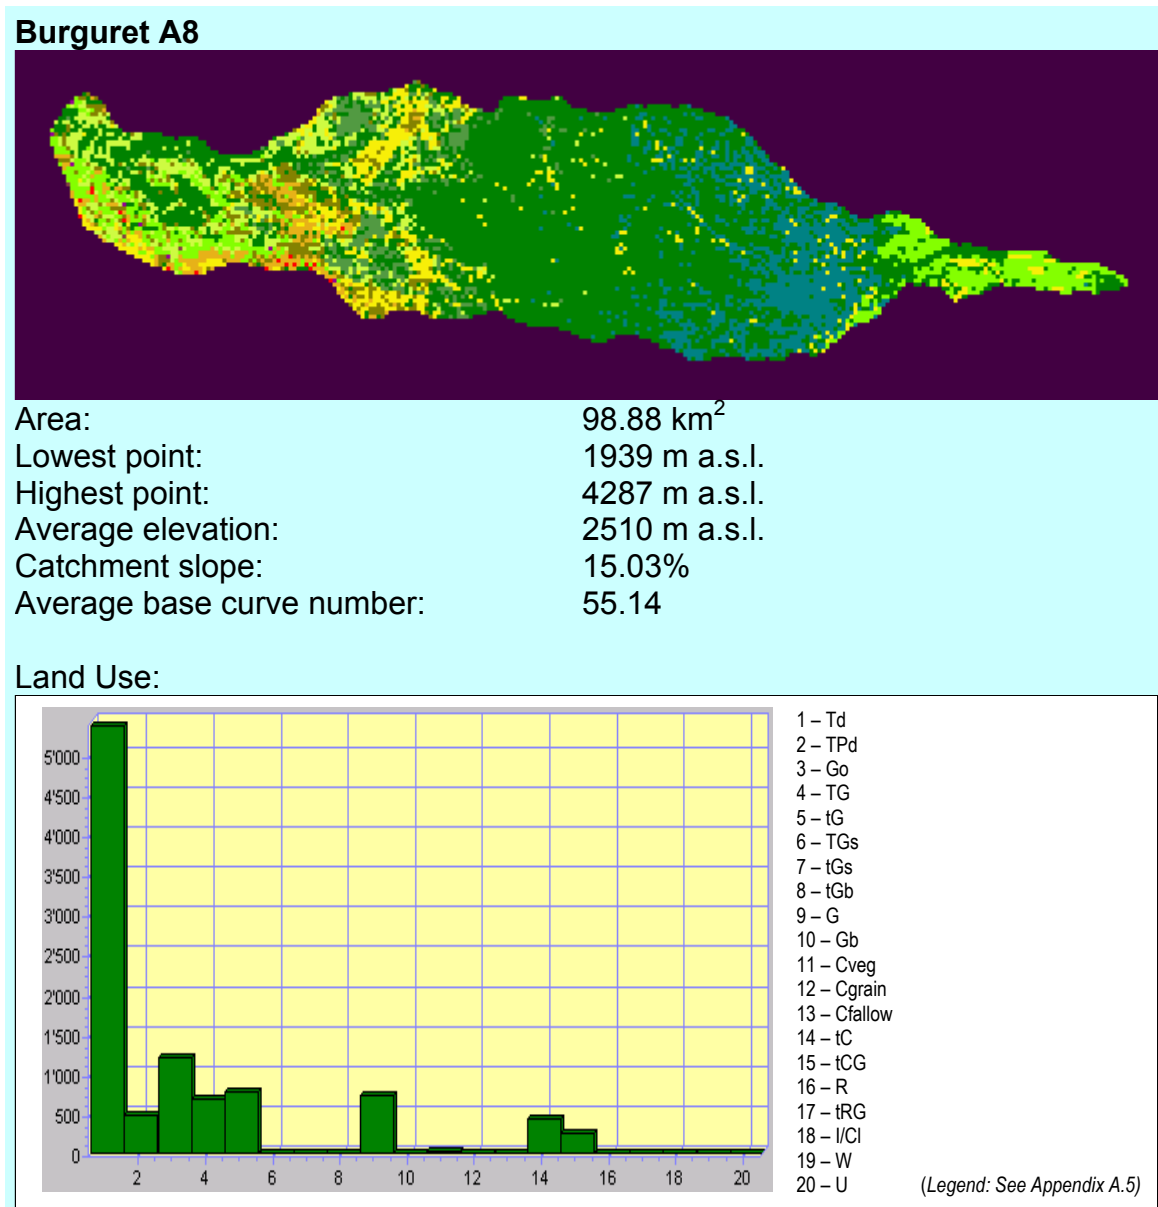 Burguret A8
Area: 98.88 km2
Lowest point: 1939 m a.s.l.
Highest point: 4287 m a.s.l.
Average elevation: 2510 m a.s.l.
Catchment slope: 15.03%
Average base curve number: 55.14
Land Use:
5'000
4'500
4'000
3'500
3'000
2'500
2'000
1'500
1'000
500
0
2 4 6 8 10 12 14 16 18 20
1 – Td
2 – TPd
3 – Go
4 – TG
5 – tG
6 – TGs
7 – tGs
8 – tGb
9 – G
10 – Gb
11 – Cveg
12 – Cgrain
13 – Cfallow
14 – tC
15 – tCG
16 – R
17 – tRG
18 – I/Cl
19 – W
20 – U (Legend: See Appendix A.5)